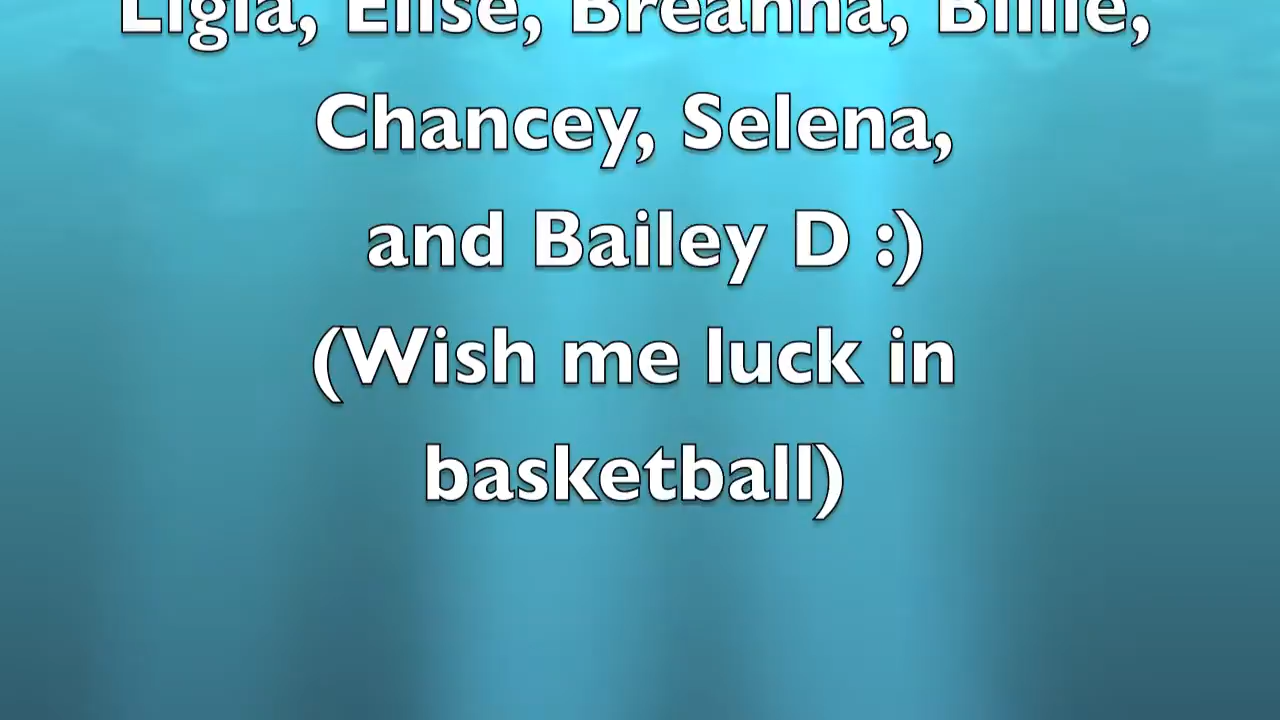 Ligia, Elise, Breanna, Billie,
Chancey, Selena,
and Bailey D :)
(Wish me luck in
basketball)